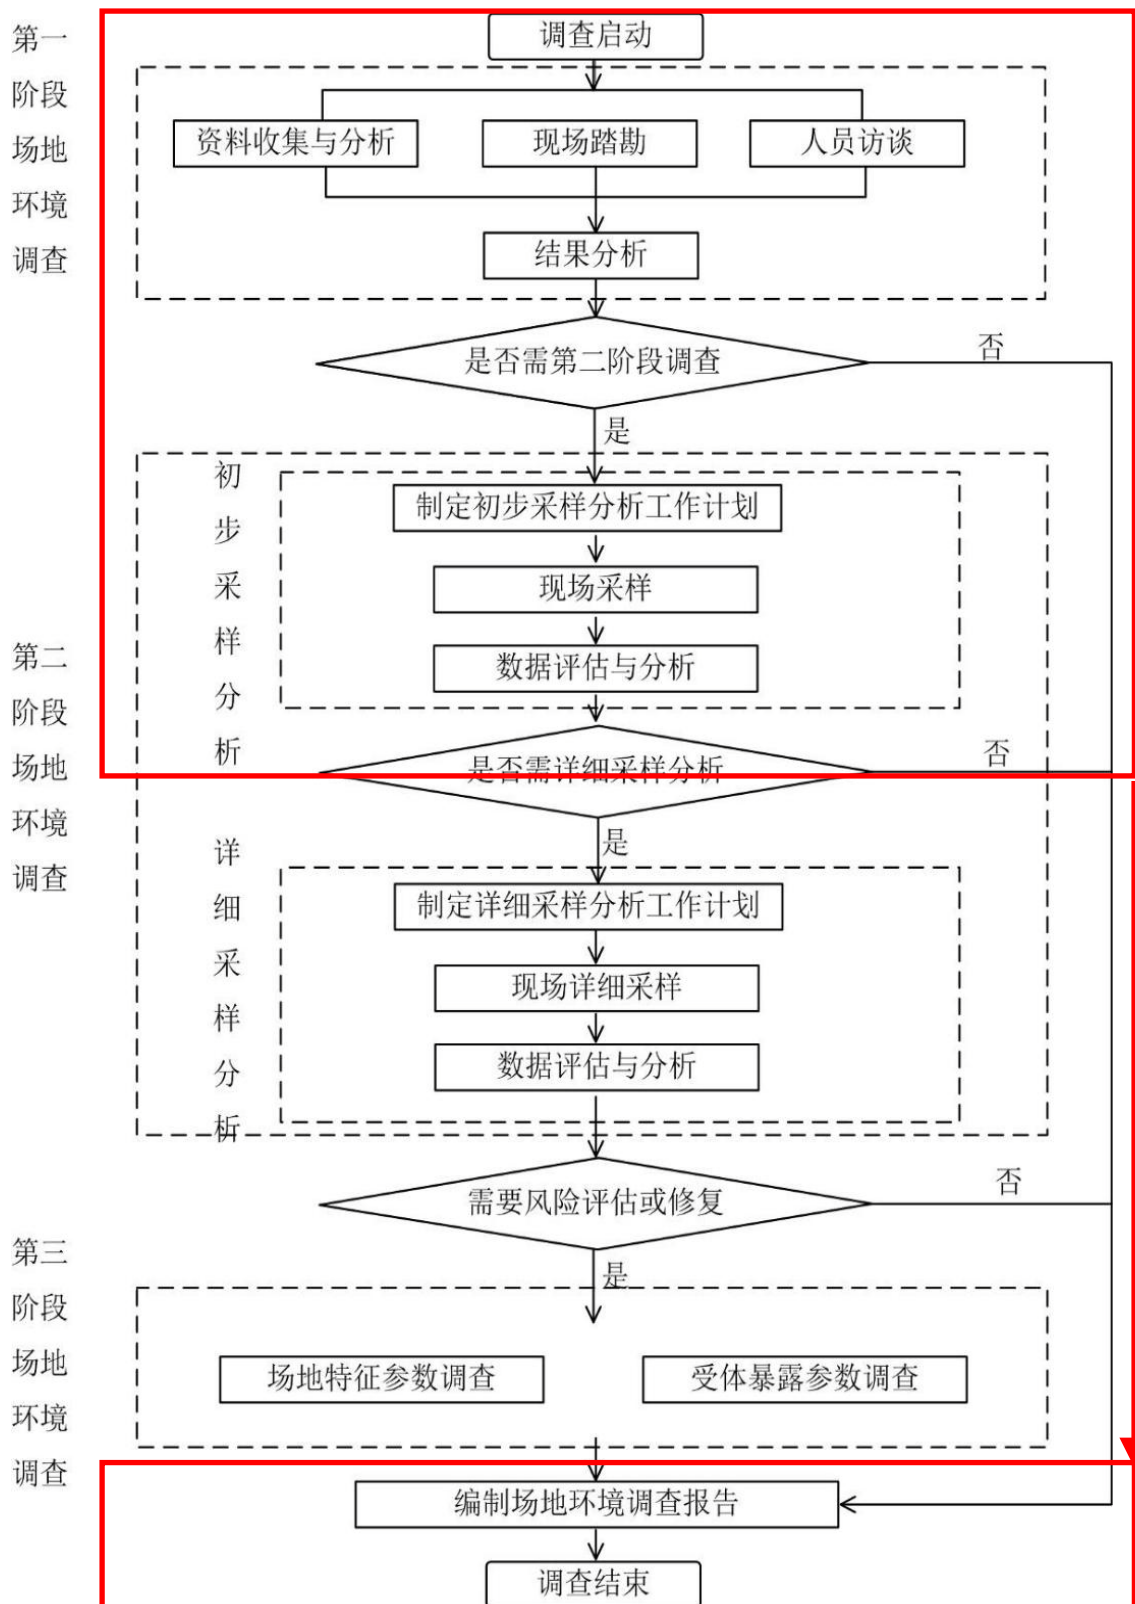 第一
阶段
场地
环境
调查
调查启动
资料收集与分析
现场踏勘
人员访谈
结果分析
是否需第二阶段调查
否
是
第二
阶段
场地
环境
调查
初
步
采
样
分
析
制定初步采样分析工作计划
现场采样
数据评估与分析
是否需详细采样分析
否
是
详
细
采
样
分
析
制定详细采样分析工作计划
现场详细采样
数据评估与分析
需要风险评估或修复
否
是
第三
阶段
场地
环境
调查
场地特征参数调查
受体暴露参数调查
编制场地环境调查报告
调查结束